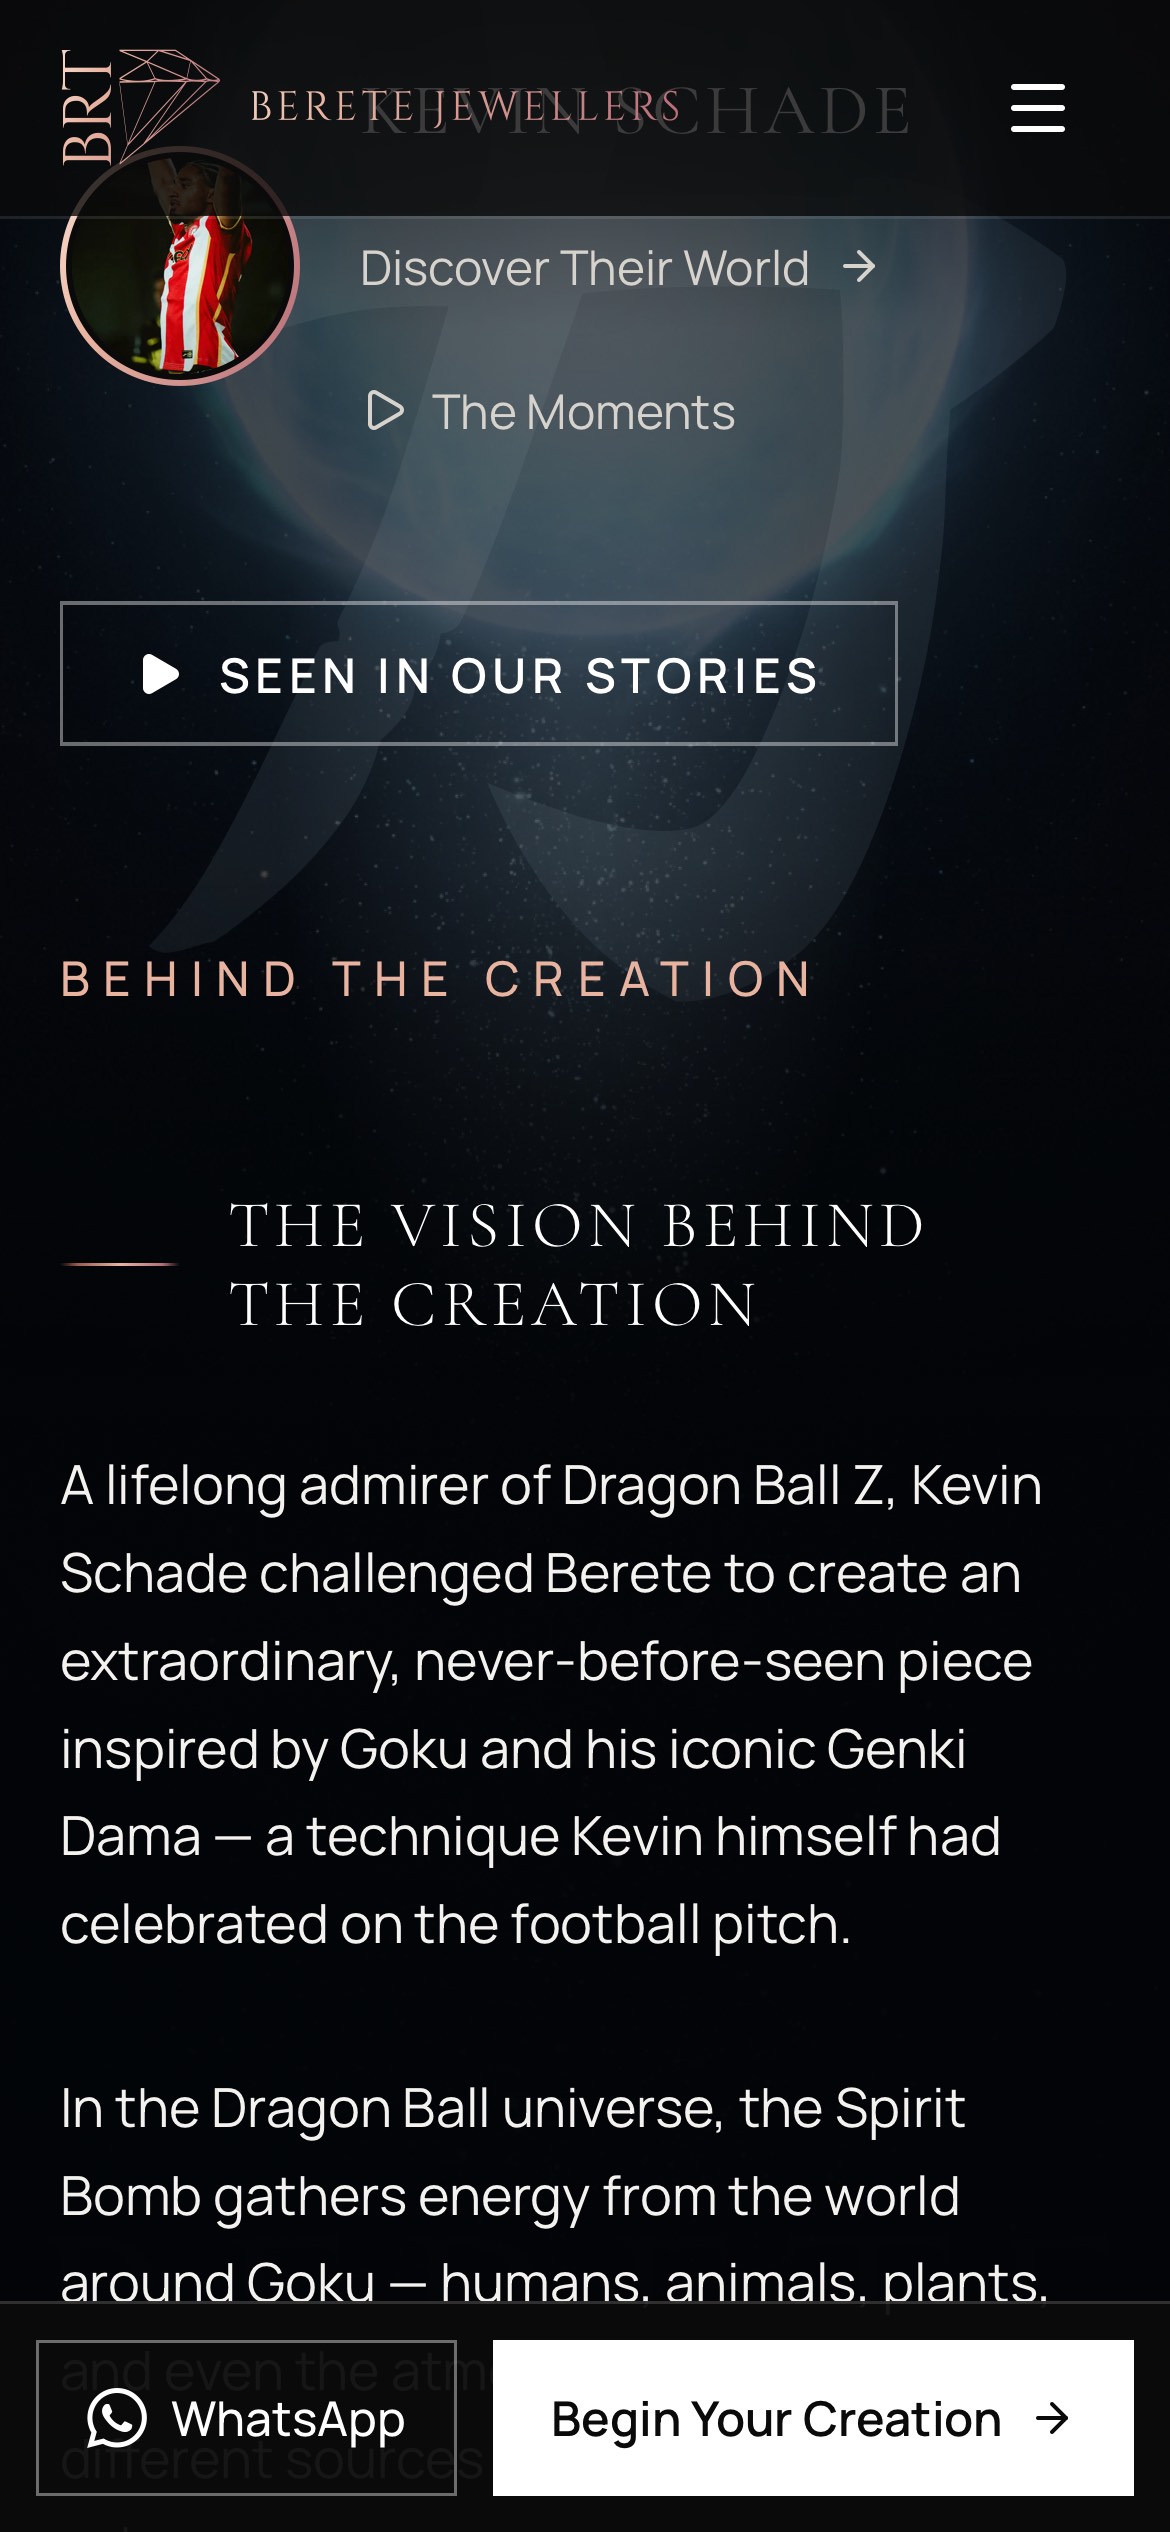 BRT
BERETE JEWELLERS
KEVIN SCHADE
Discover Their World
The Moments
SEEN IN OUR STORIES
BEHIND THE CREATION
THE VISION BEHIND
THE CREATION
A lifelong admirer of Dragon Ball Z, Kevin
Schade challenged Berete to create an
extraordinary, never-before-seen piece
inspired by Goku and his iconic Genki
Dama — a technique Kevin himself had
celebrated on the football pitch.
In the Dragon Ball universe, the Spirit
Bomb gathers energy from the world
around Goku — humans, animals, plants,
and even the atm
different sources
WhatsApp
Begin Your Creation